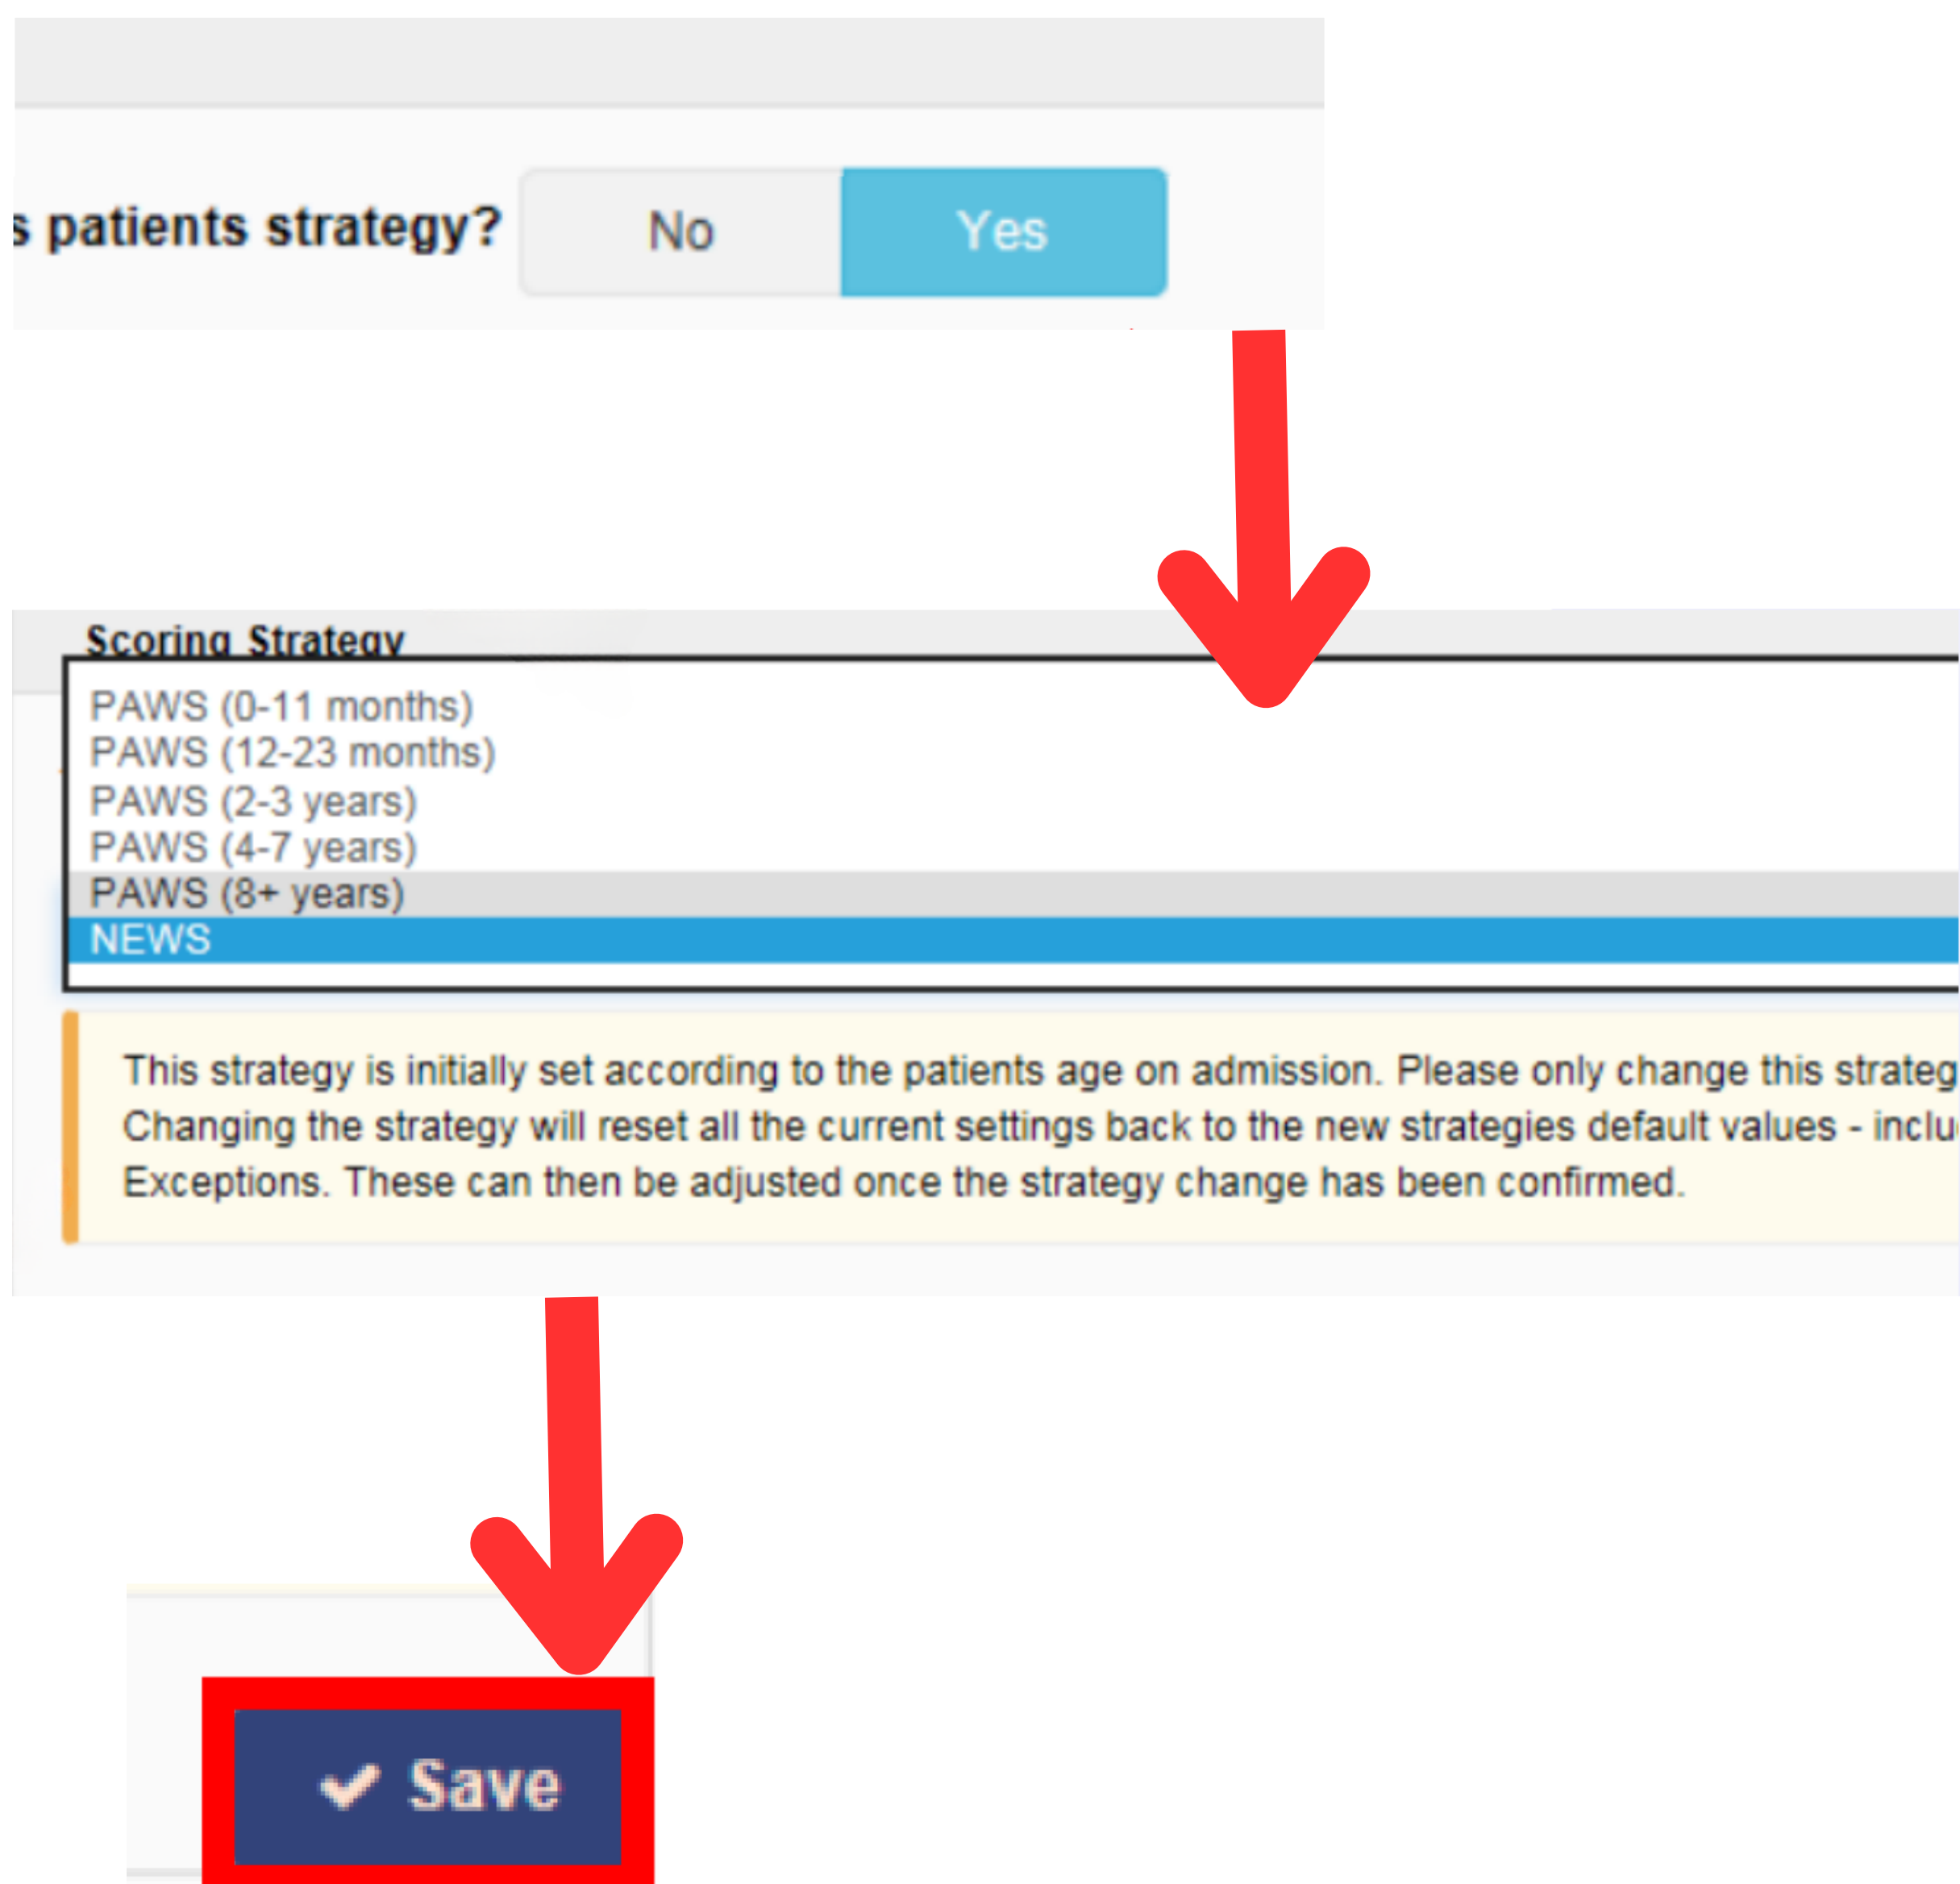 s patients strategy? No Yes
Scoring Strategy
PAWS (0-11 months)
PAWS (12-23 months)
PAWS (2-3 years)
PAWS (4-7 years)
PAWS (8+ years)
NEWS
This strategy is initially set according to the patients age on admission. Please only change this strateg
Changing the strategy will reset all the current settings back to the new strategies default values - inclu
Exceptions. These can then be adjusted once the strategy change has been confirmed.
Save